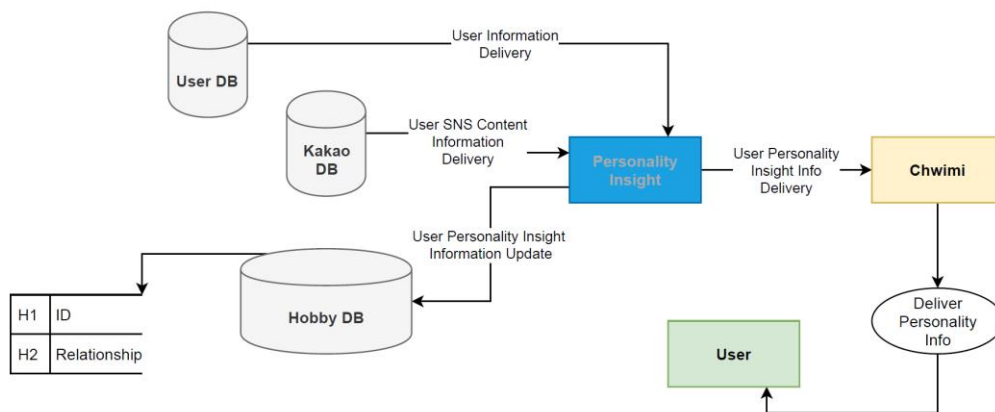 User Information
Delivery
User DB
User SNS Content
Information
Delivery
Kakao
DB
Personality
Insight
User Personality
Insight Info
Delivery
Chwimi
User Personality Insight
Information Update
Hobby DB
H1 ID
H2 Relationship
Deliver
Personality
Info
User